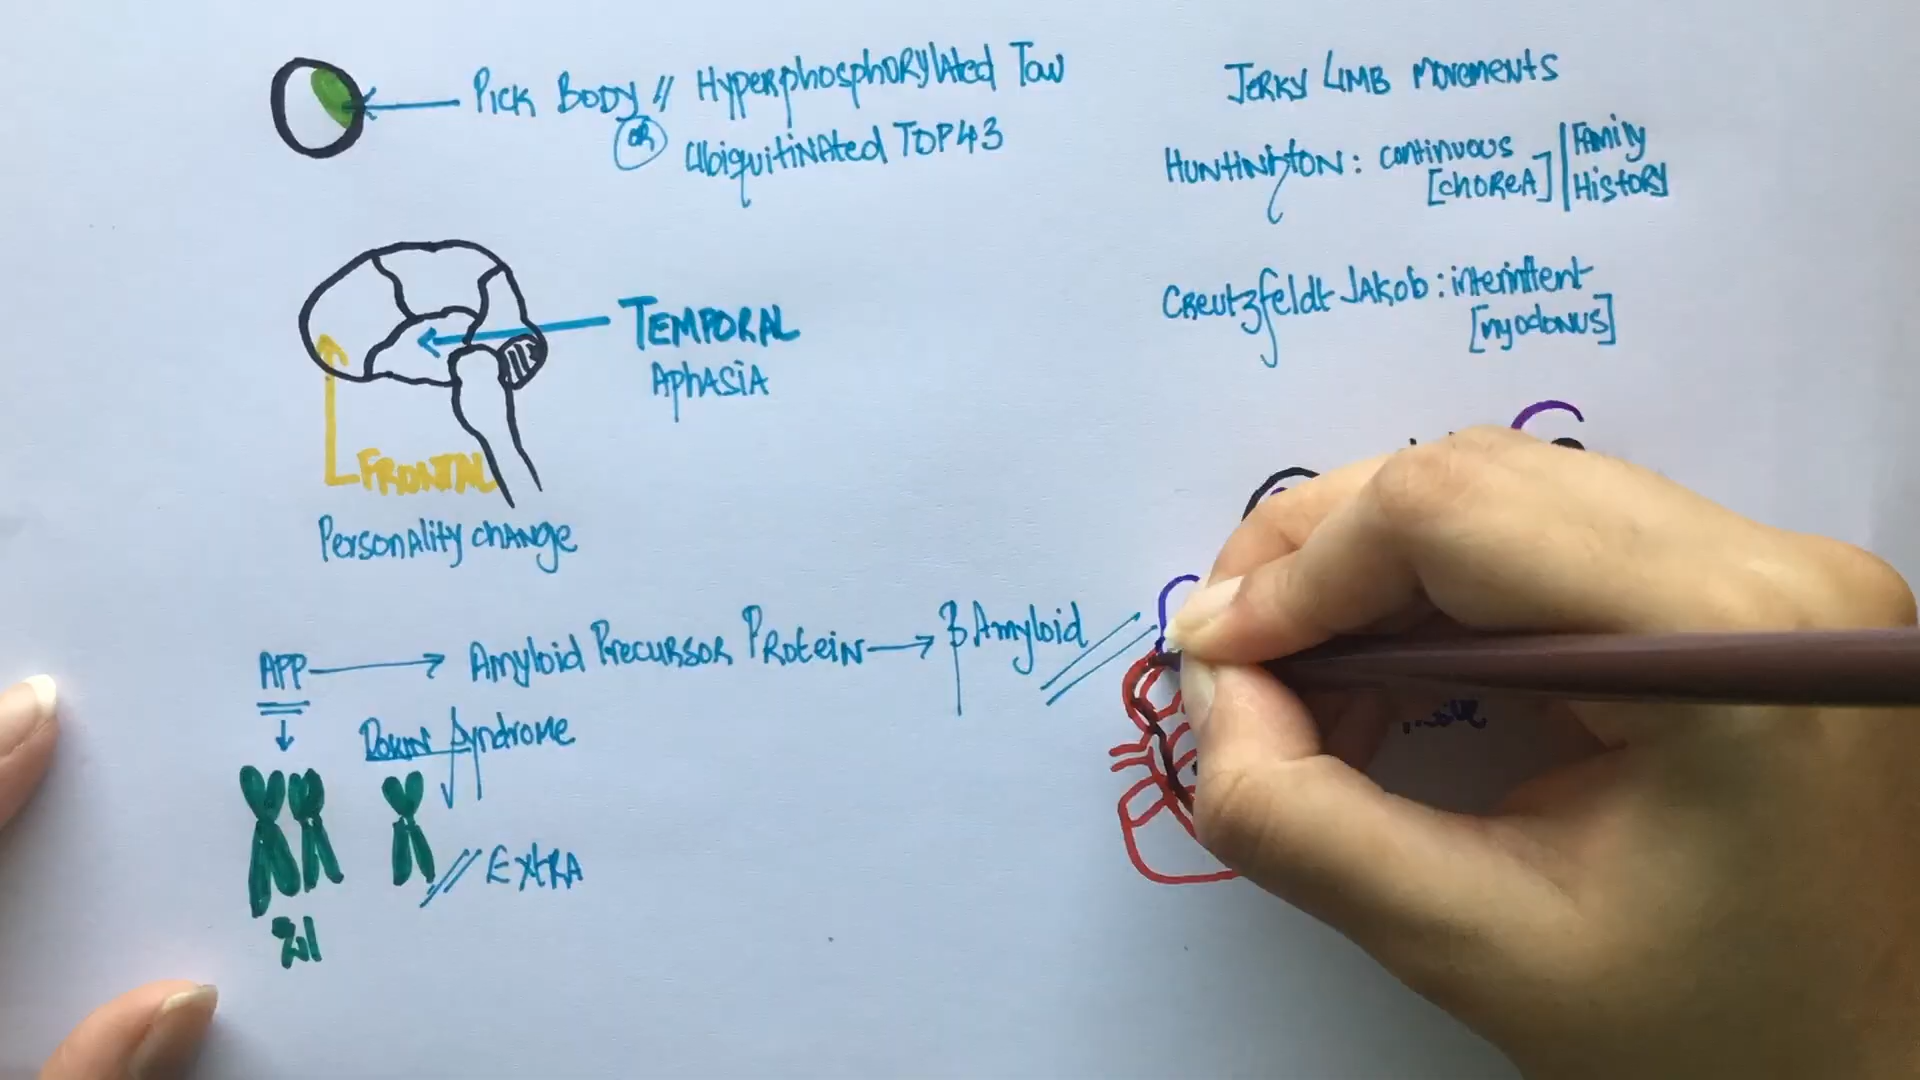 Pick Body // Hyperphosphorylated Tau
OR
Ubiquitinated TDP43
Temporal
Aphasia
Frontal
Personality change
APP → Amyloid Precursor Protein → β Amyloid
Down Syndrome
Extra
21
Jerky Limb Movements
Huntington: continuous
[chorea]
Family
History
Creutzfeldt Jakob: intermittent
[myoclonus]